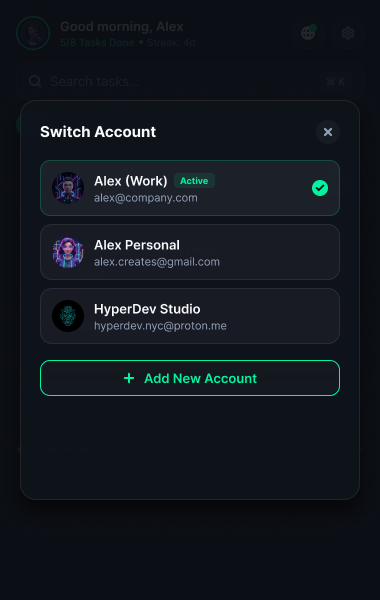 Good morning, Alex
5/8 Tasks Done • Streak: 4d
Search tasks...
⌘ K
Switch Account
Alex (Work)
Active
alex@company.com
Alex Personal
alex.creates@gmail.com
HyperDev Studio
hyperdev.nyc@proton.me
+ Add New Account